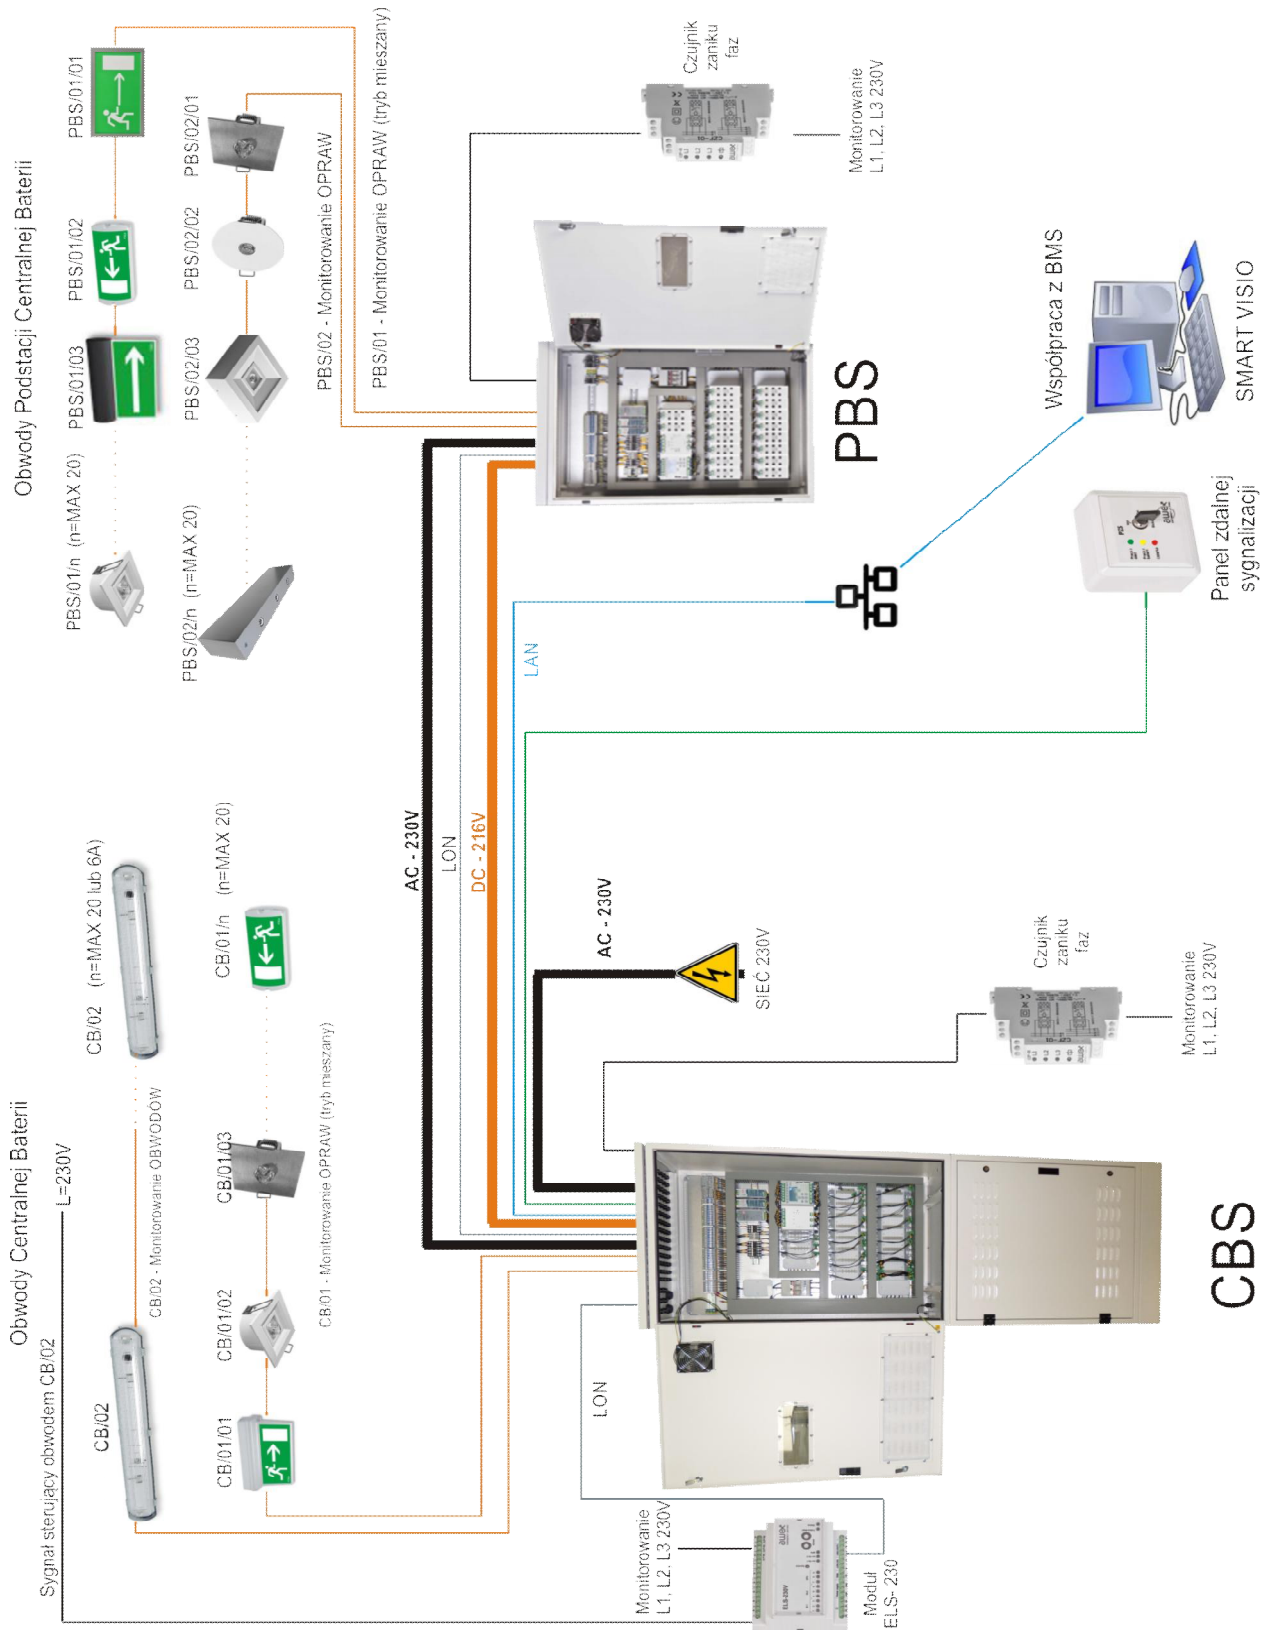 Obwody Centralnej Baterii
Sygnał sterujący obwodem CB/02
L=230V
CB/02
CB/02 (n=MAX 20 lub 6A)
CB/02 - Monitorowanie OBWODÓW
CB/01/01
CB/01/02
CB/01/03
CB/01/n (n=MAX 20)
CB/01 - Monitorowanie OPRAW (tryb mieszany)
Obwody Podstacji Centralnej Baterii
PBS/01/n (n=MAX 20)
PBS/01/03
PBS/01/02
PBS/01/01
PBS/02/n (n=MAX 20)
PBS/02/03
PBS/02/02
PBS/02/01
PBS/02 - Monitorowanie OPRAW
PBS/01 - Monitorowanie OPRAW (tryb mieszany)
AC - 230V
LON
DC - 216V
LAN
AC - 230V
SIEĆ 230V
LON
Monitorowanie
L1, L2, L3 230V
ELS-230V
awex
Moduł
ELS- 230
CBS
Czujnik
zaniku
faz
Monitorowanie
L1, L2, L3 230V
PBS
Czujnik
zaniku
faz
Monitorowanie
L1, L2, L3 230V
awex
Panel zdalnej
sygnalizacji
Współpraca z BMS
SMART VISIO